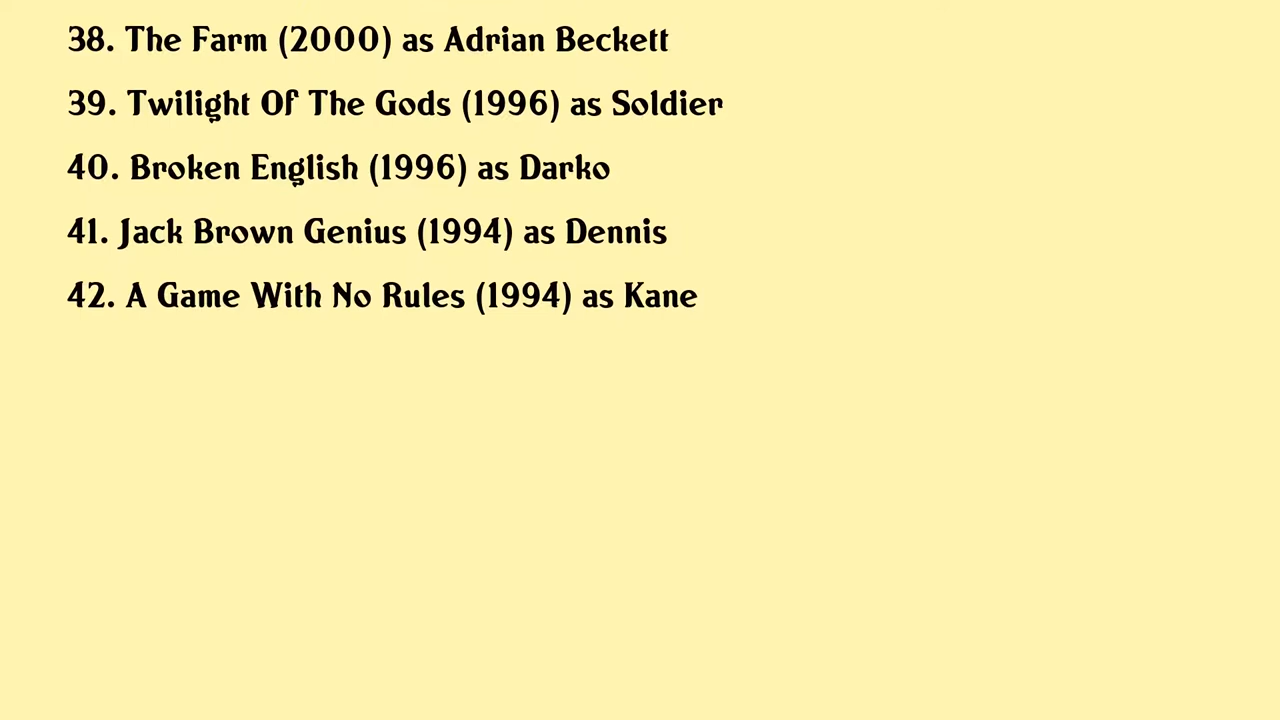 38. The Farm (2000) as Adrian Beckett
39. Twilight Of The Gods (1996) as Soldier
40. Broken English (1996) as Darko
41. Jack Brown Genius (1994) as Dennis
42. A Game With No Rules (1994) as Kane